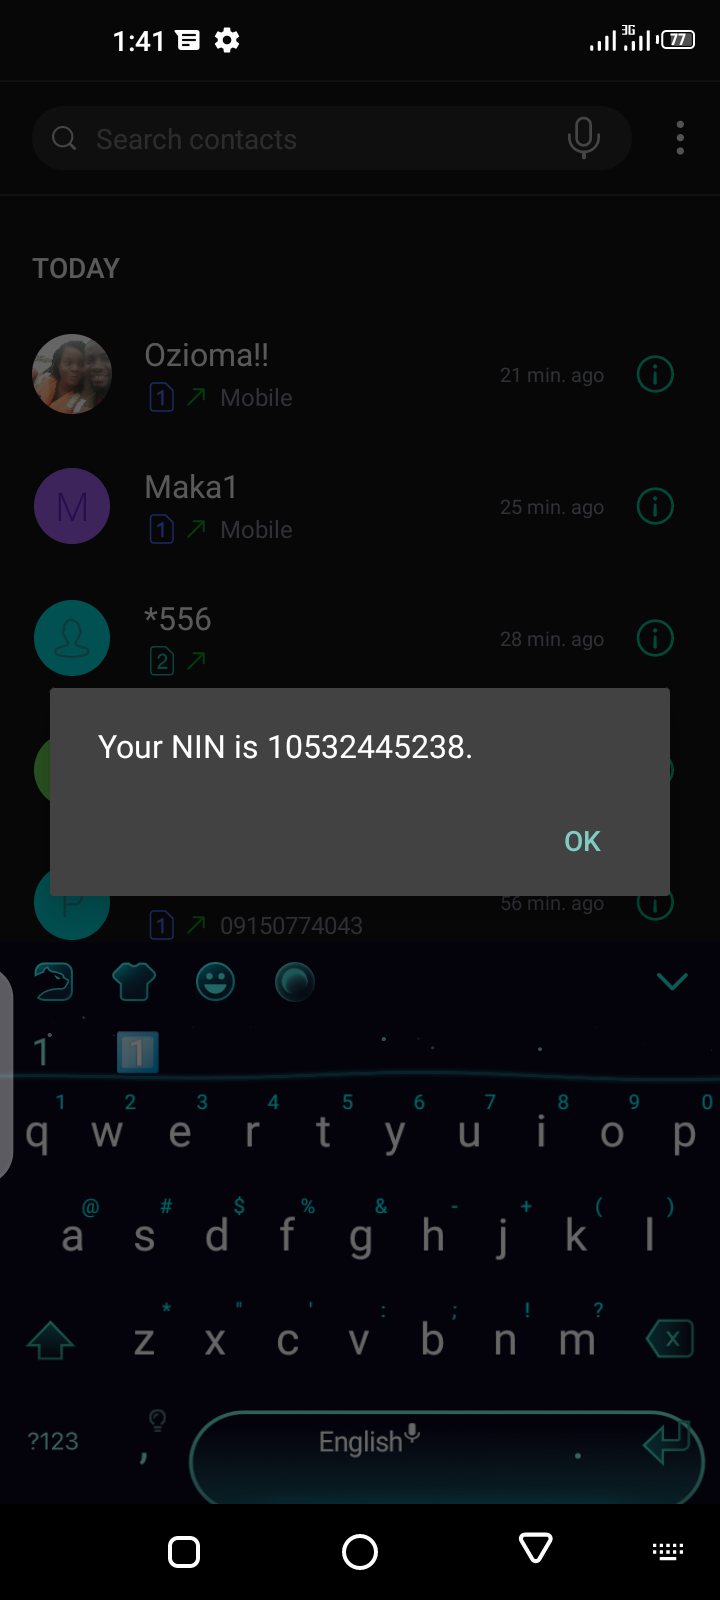 1:41 3G 77
Search contacts
TODAY
Ozioma!!
1 Mobile 21 min. ago
M Maka1
1 Mobile 25 min. ago
*556
2 28 min. ago
Your NIN is 10532445238.
OK
P 56 min. ago
1 09150774043
1 1
1 2 3 4 5 6 7 8 9 0
q w e r t y u i o p
@ # $ % & - + ( )
a s d f g h j k l
* " ' : ; ! ?
z x c v b n m x
?123 , English .